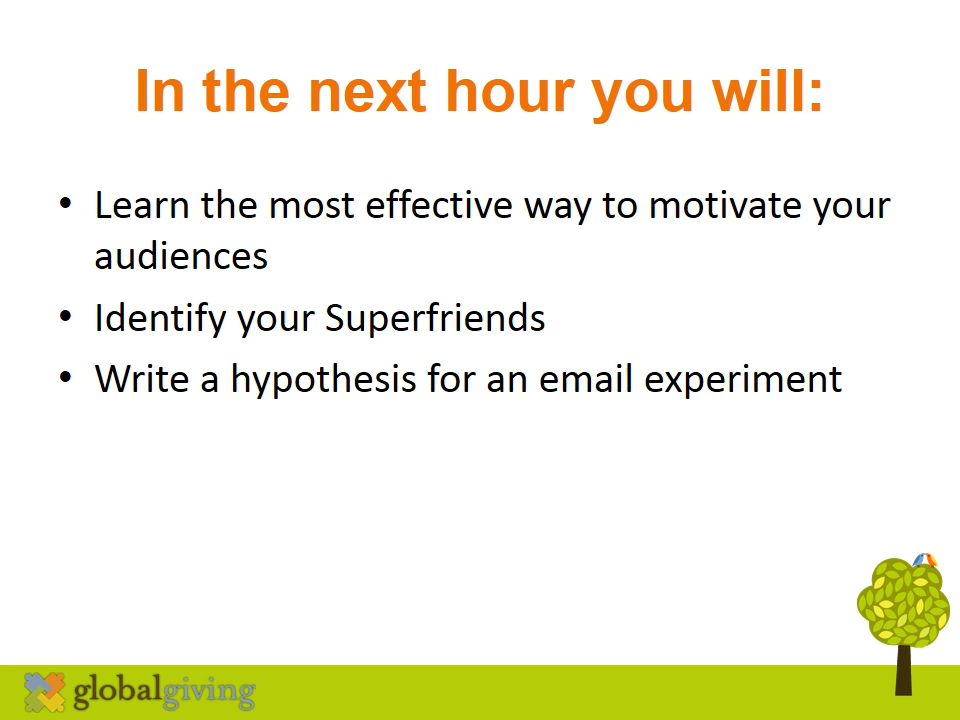 In the next hour you will:
• Learn the most effective way to motivate your
audiences
• Identify your Superfriends
• Write a hypothesis for an email experiment
globalgiving